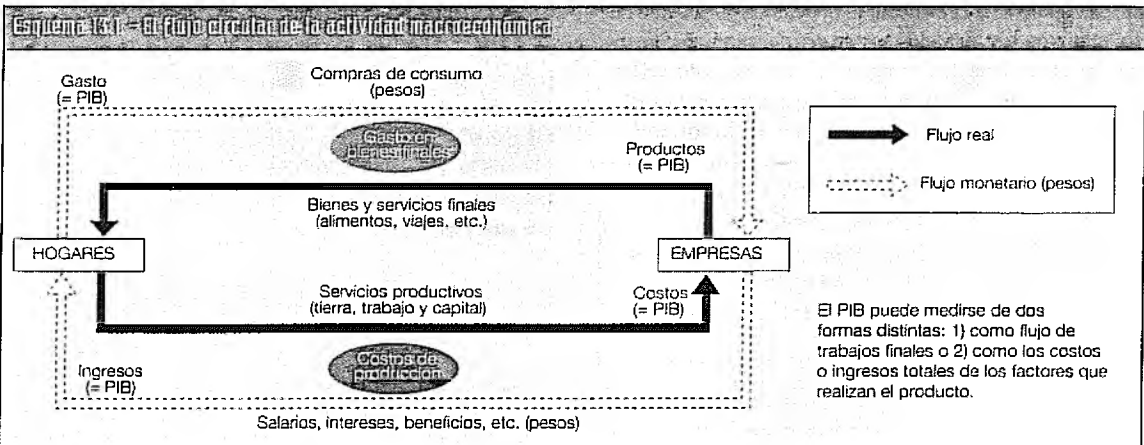 Esquema 13.1 – El flujo circular de la actividad macroeconómica
Gasto
(= PIB)
Compras de consumo
(pesos)
Gasto en
bienes finales
Productos
(= PIB)
Bienes y servicios finales
(alimentos, viajes, etc.)
HOGARES
EMPRESAS
Servicios productivos
(tierra, trabajo y capital)
Costos
(= PIB)
Costos de
producción
Ingresos
(= PIB)
Salarios, intereses, beneficios, etc. (pesos)
Flujo real
Flujo monetario (pesos)
El PIB puede medirse de dos
formas distintas: 1) como flujo de
trabajos finales o 2) como los costos
o ingresos totales de los factores que
realizan el producto.